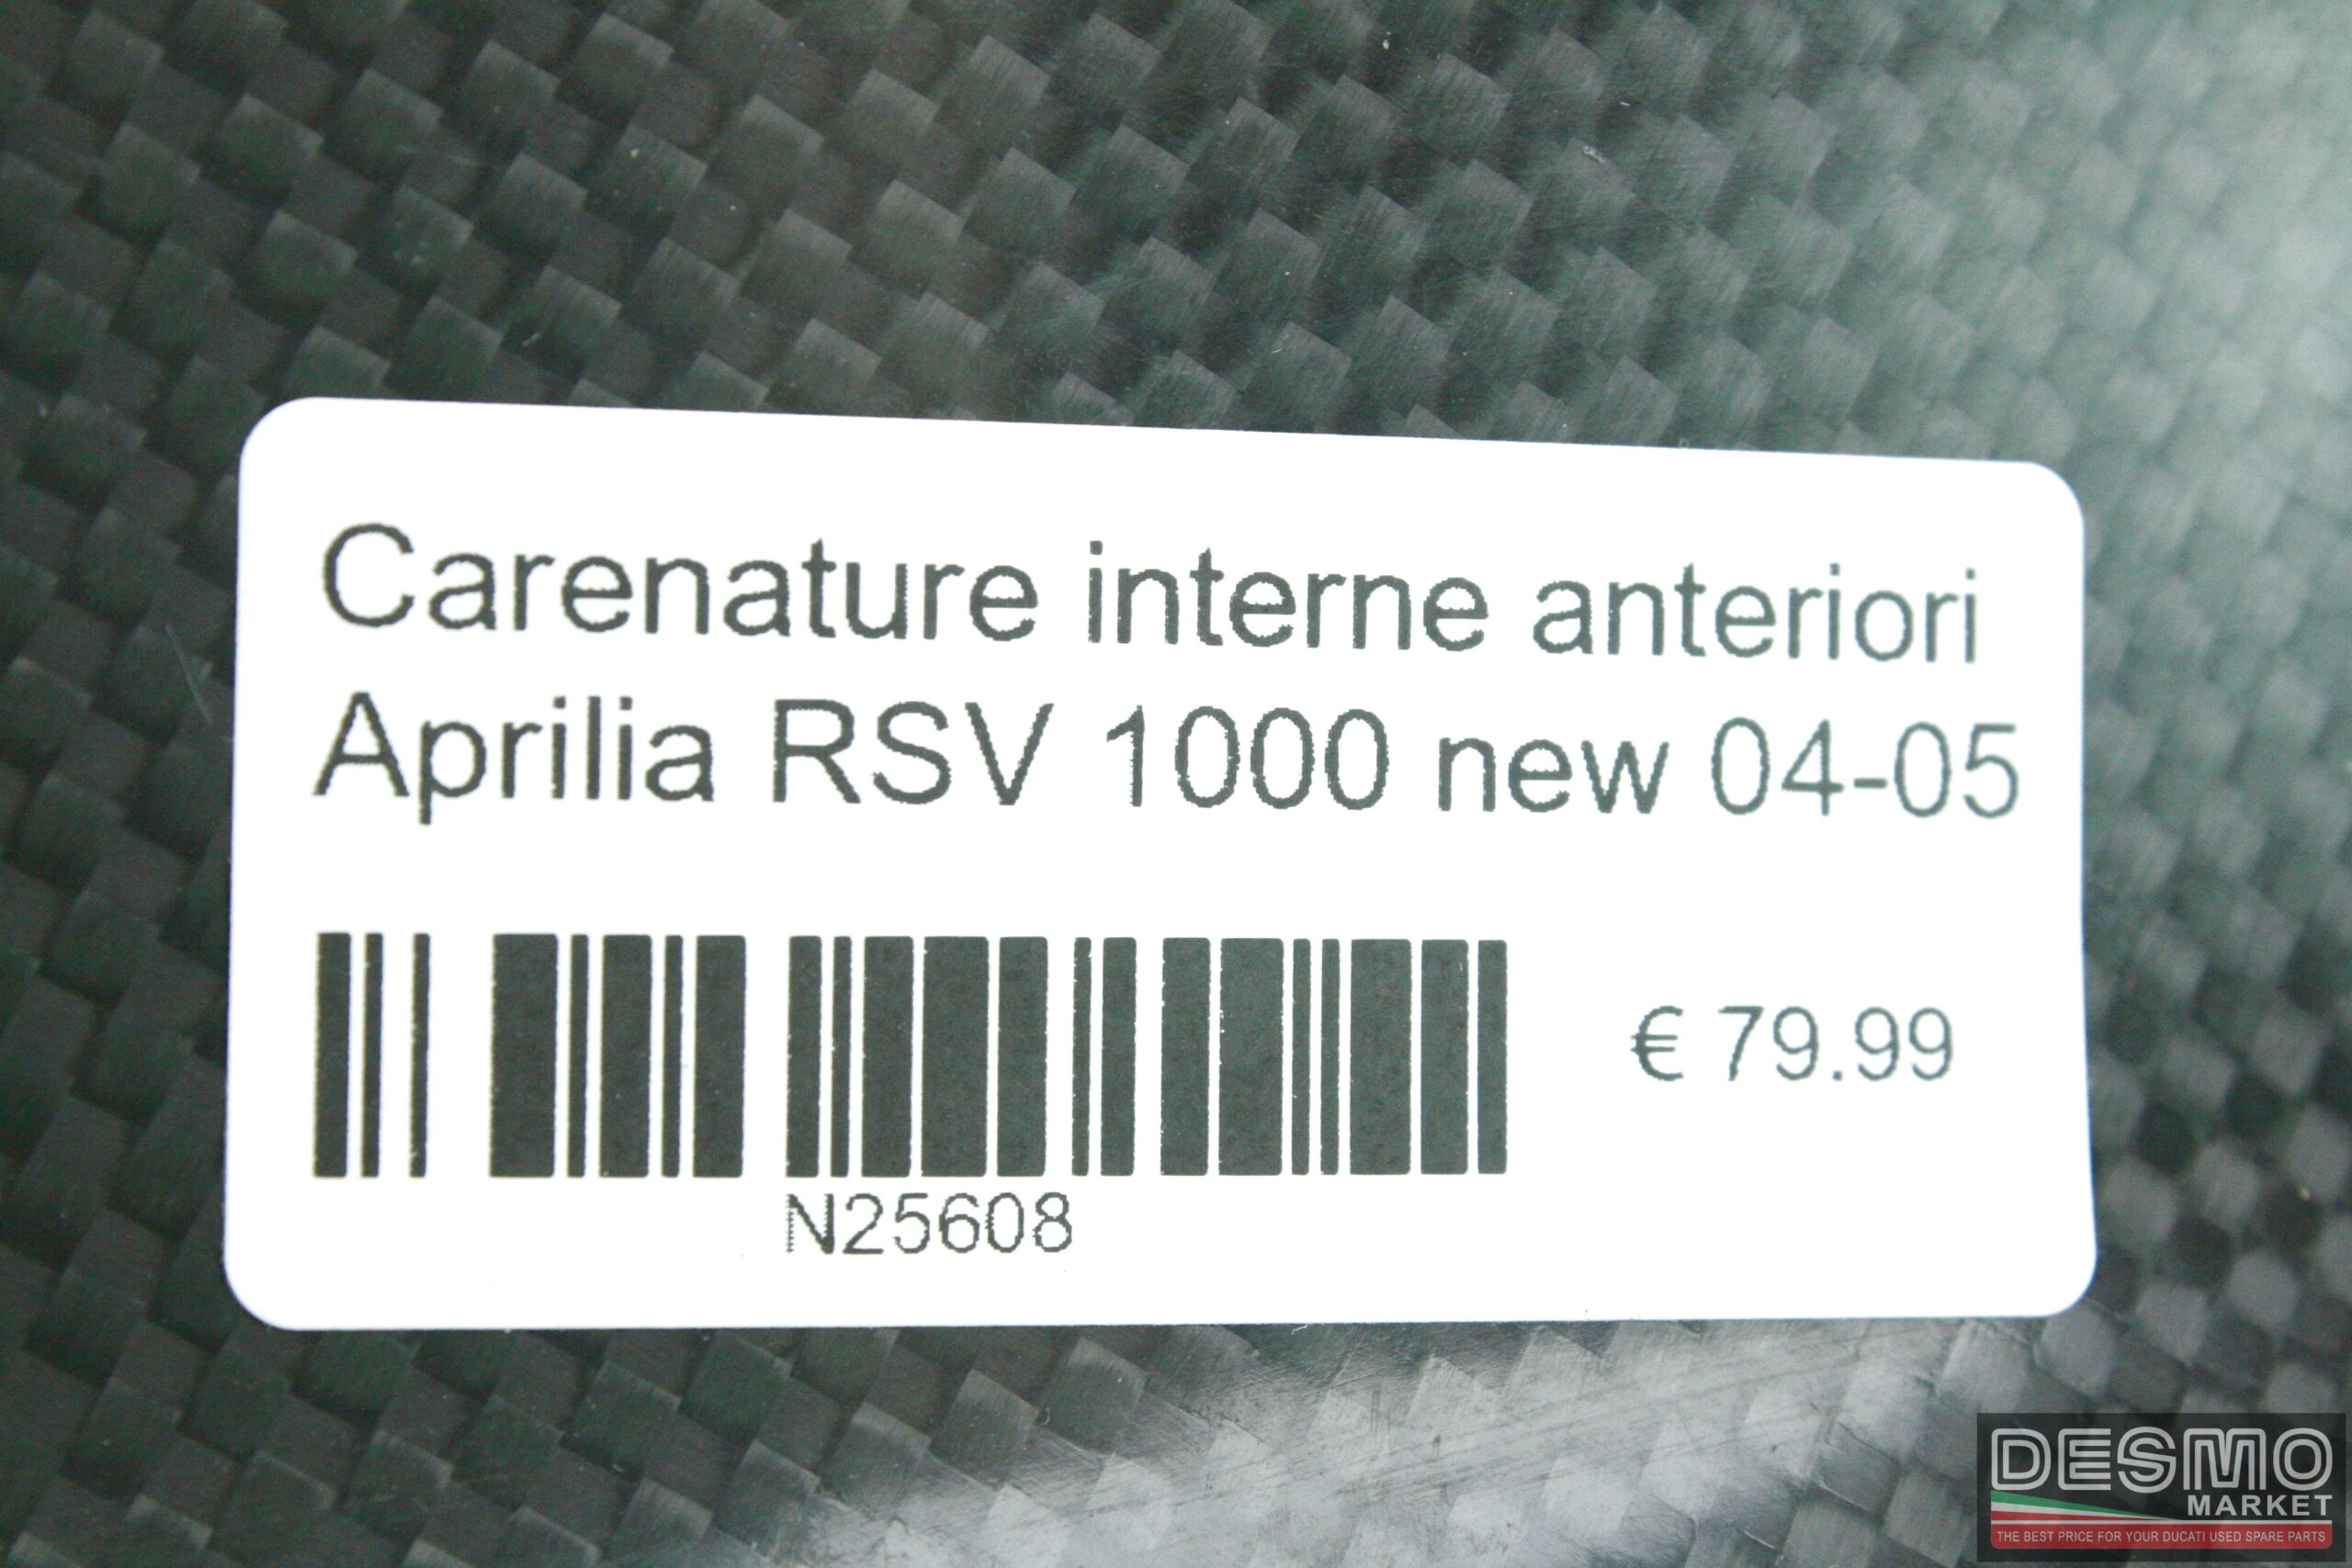 Carenature interne anteriori
Aprilia RSV 1000 new 04-05
€ 79.99
N25608
DESMO
MARKET
THE BEST PRICE FOR YOUR DUCATI USED SPARE PARTS